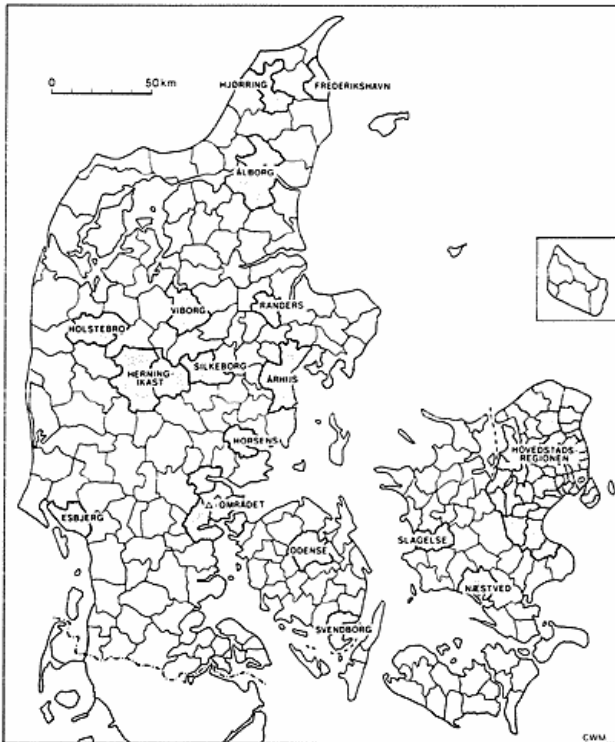 0 50 km
HJØRRING
FREDERIKSHAVN
ÅLBORG
VIBORG
RANDERS
HOLSTEBRO
SILKEBORG
HERNING-
IKAST
ÅRHUS
HORSENS
HOVEDSTADS-
REGIONEN
△-OMRÅDET
ESBJERG
ODENSE
SLAGELSE
NÆSTVED
SVENDBORG
CWM